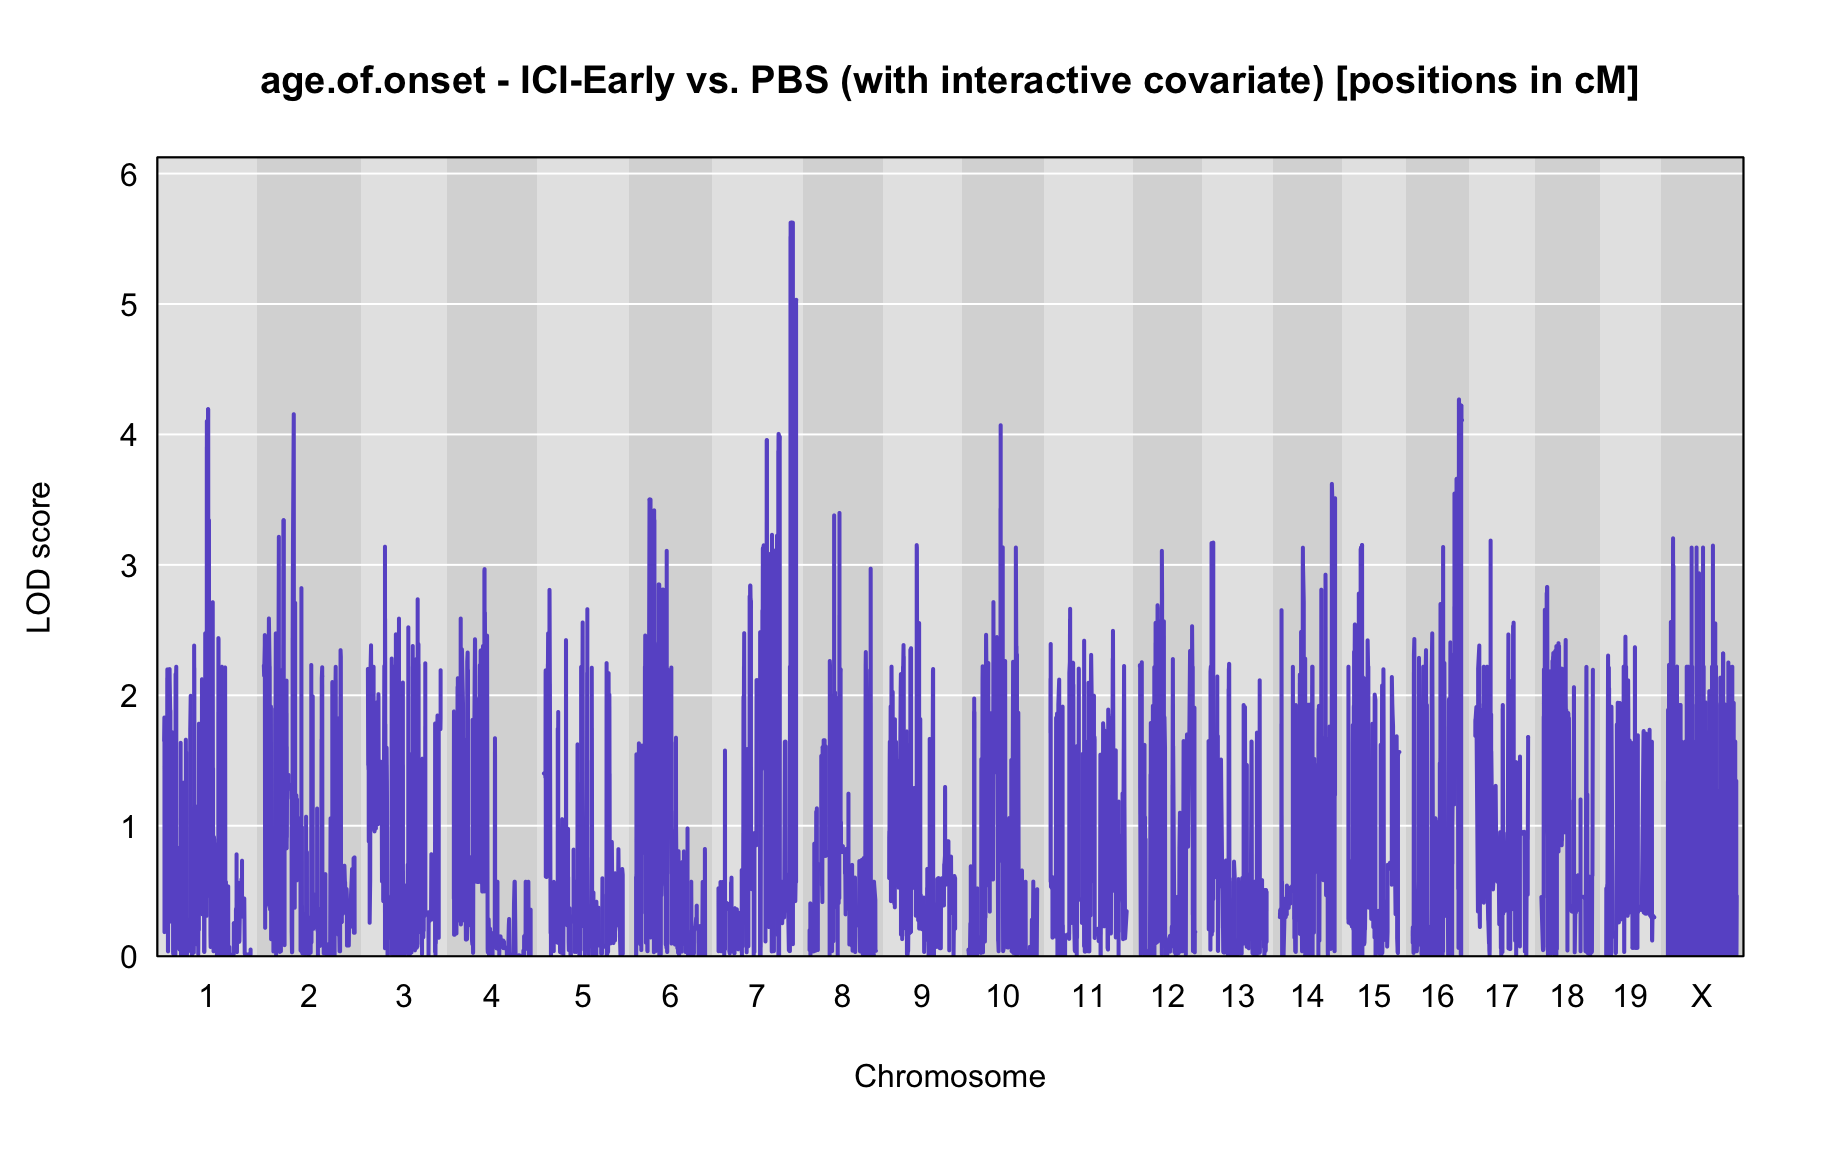 age.of.onset - ICI-Early vs. PBS (with interactive covariate) [positions in cM]
6
5
4
3
2
1
0
LOD score
1 2 3 4 5 6 7 8 9 10 11 12 13 14 15 16 17 18 19 X
Chromosome